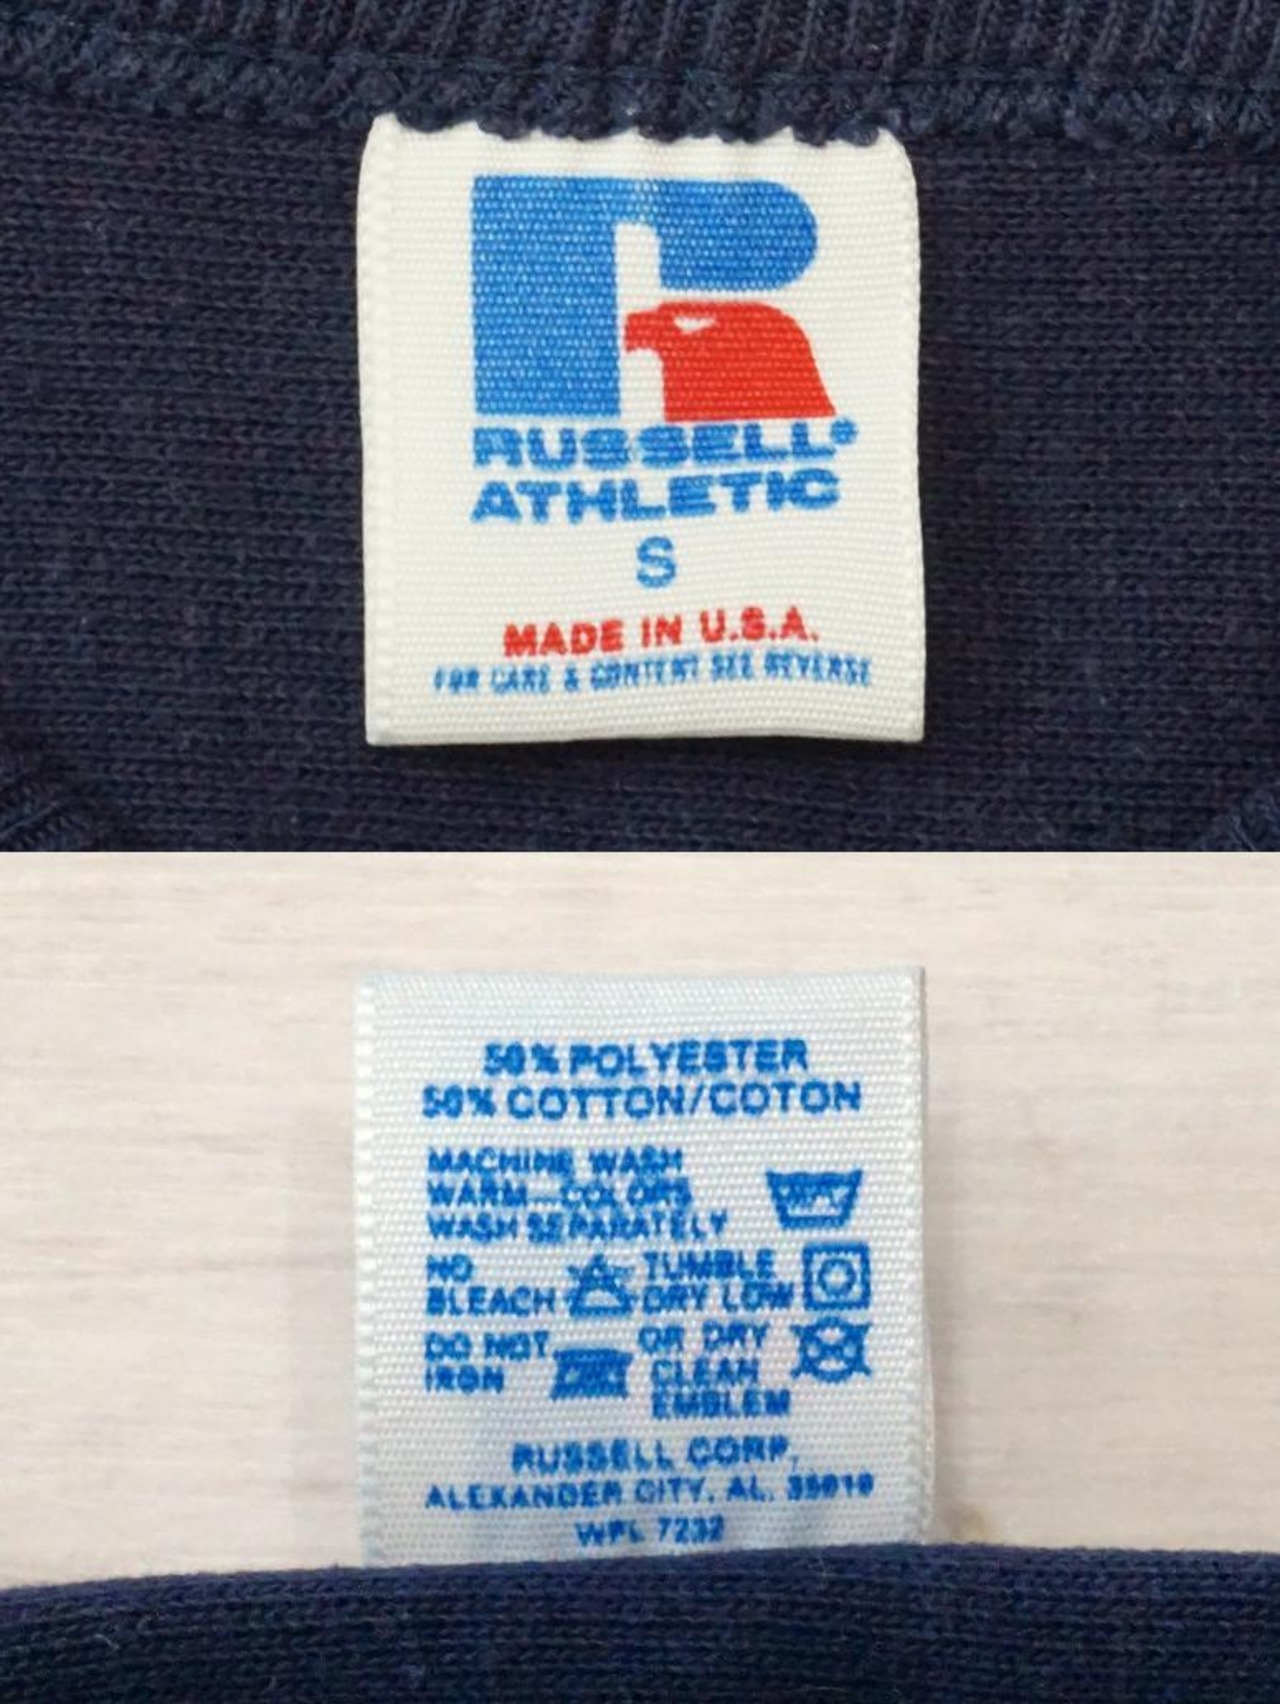 RUSSELL®
ATHLETIC
S
MADE IN U.S.A.
FOR CARE & CONTENT SEE REVERSE
50% POLYESTER
50% COTTON/COTON
MACHINE WASH
WARM-COLORS
WASH SEPARATELY
NO
BLEACH
TUMBLE
DRY LOW
DO NOT
IRON
OR DRY
CLEAN
EMBLEM
RUSSELL CORP.
ALEXANDER CITY, AL. 35010
WPL 7232